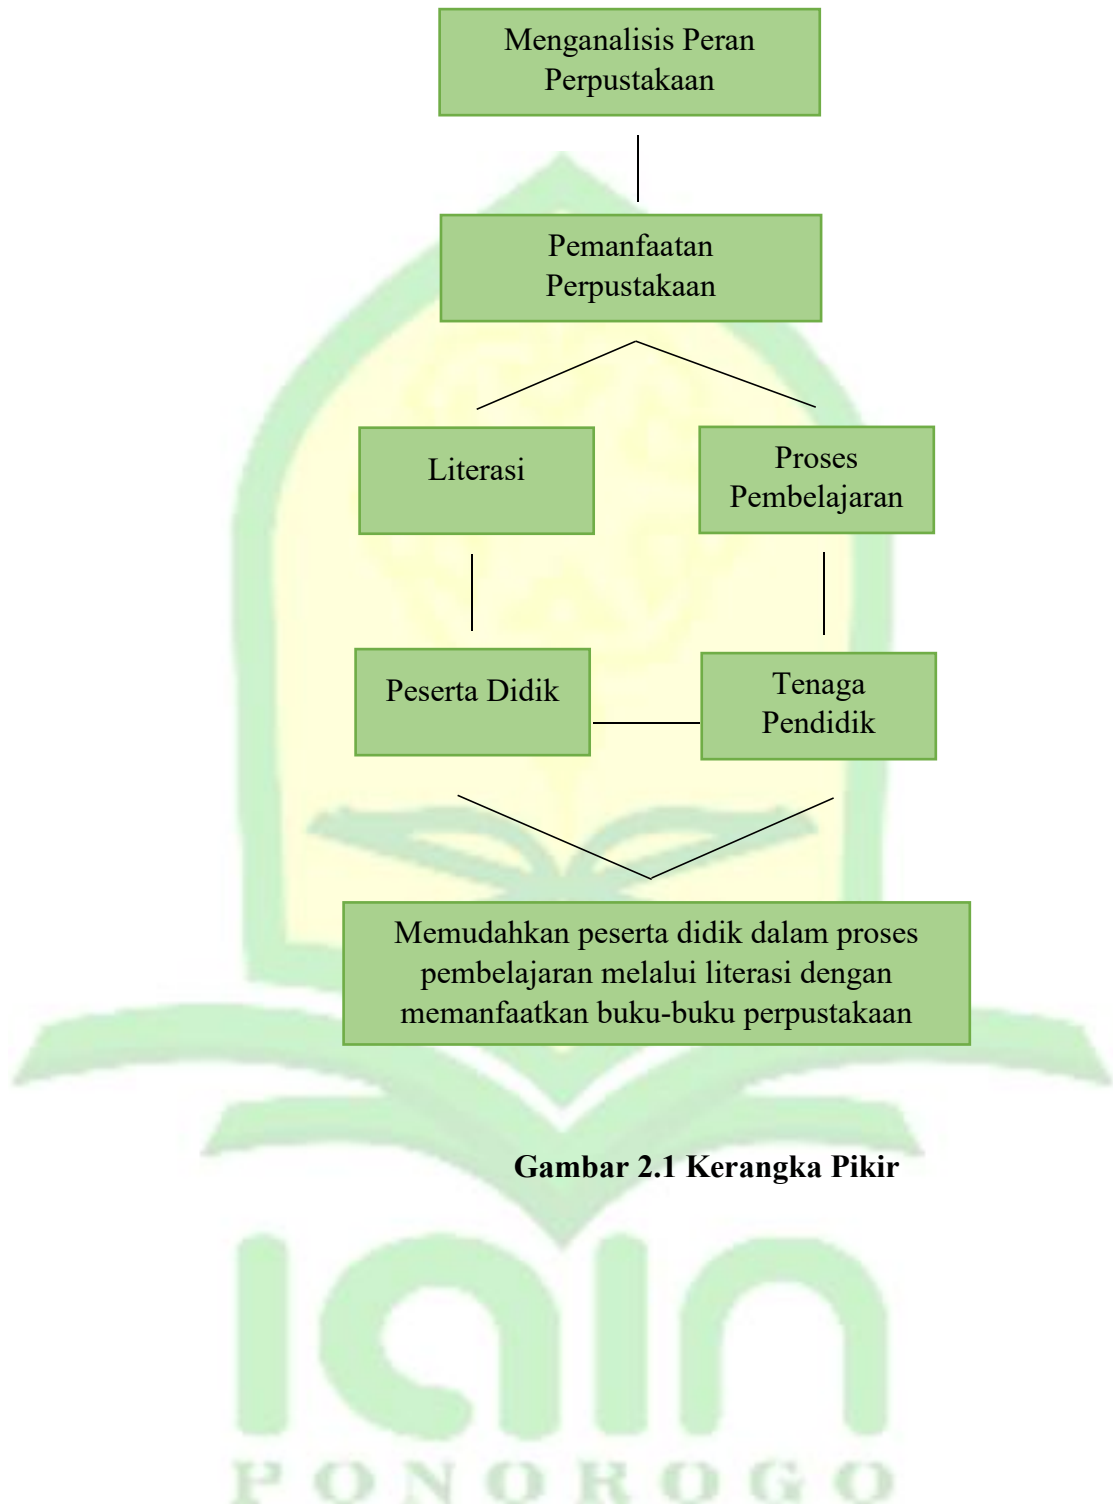 Menganalisis Peran
Perpustakaan
Pemanfaatan
Perpustakaan
Literasi
Proses
Pembelajaran
Peserta Didik
Tenaga
Pendidik
Memudahkan peserta didik dalam proses
pembelajaran melalui literasi dengan
memanfaatkan buku-buku perpustakaan
Gambar 2.1 Kerangka Pikir
iain
PONOROGO